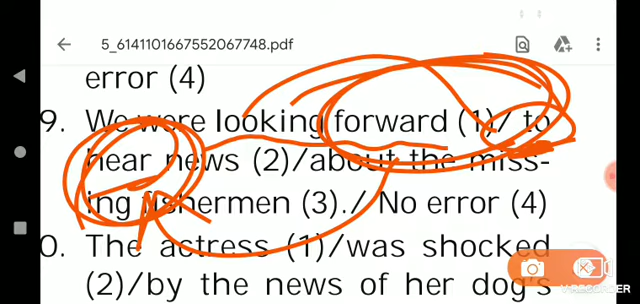 5_6141101667552067748.pdf
error (4)
9. We were looking forward (1)/ to
hear news (2)/about the miss-
ing fishermen (3)./ No error (4)
0. The actress (1)/was shocked
(2)/by the news of her dog's